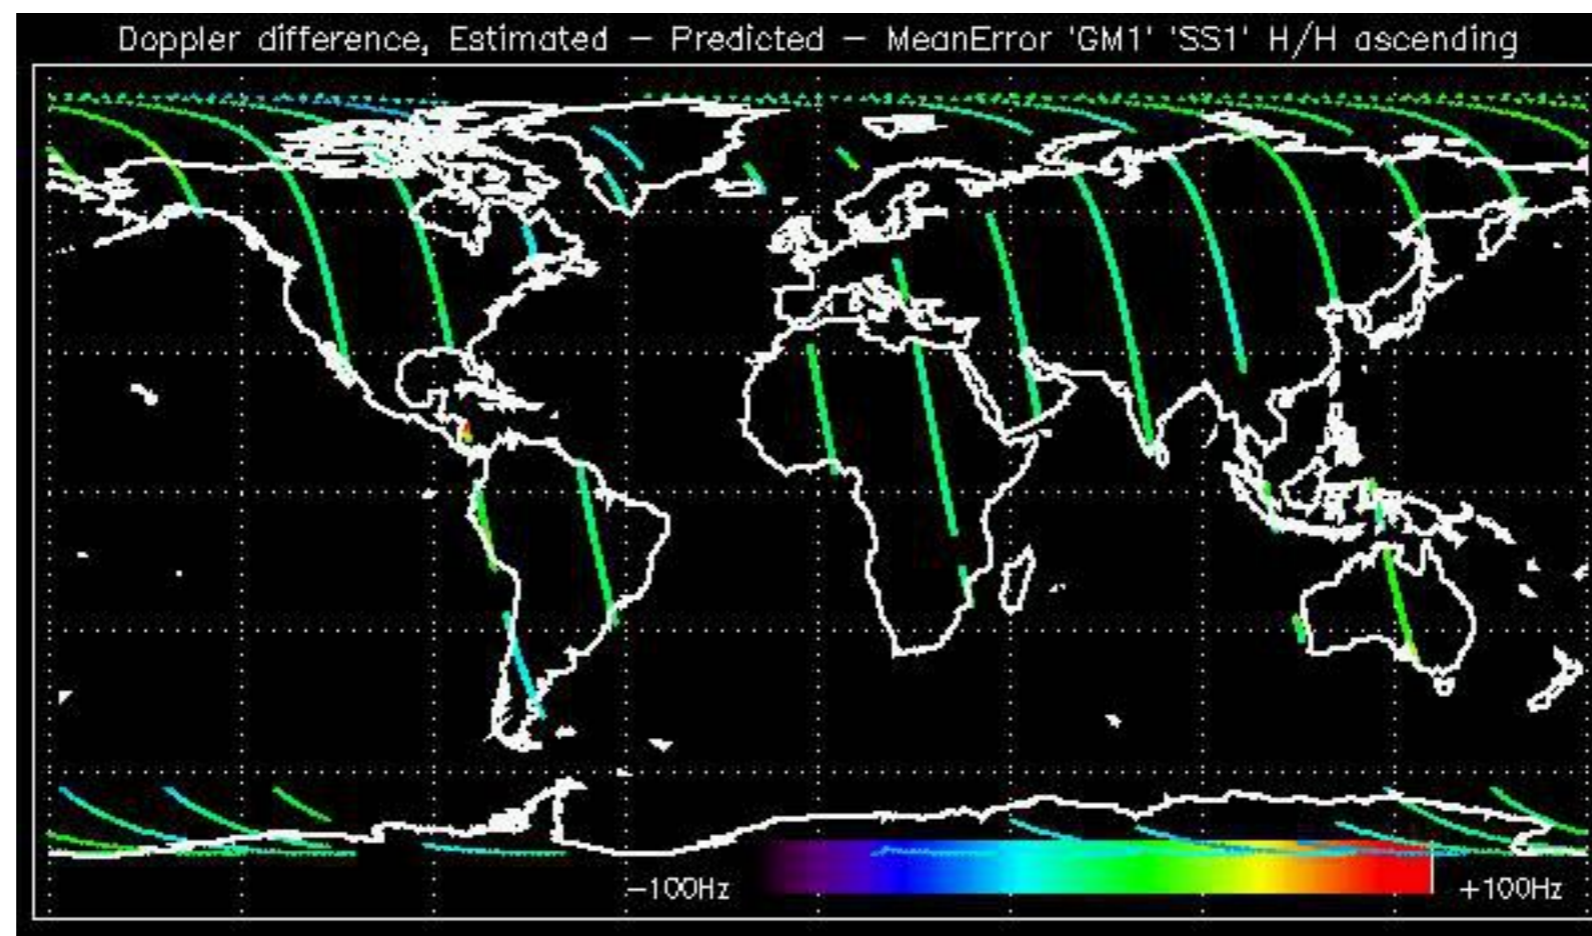 Doppler difference, Estimated – Predicted – MeanError 'GM1' 'SS1' H/H ascending
–100Hz +100Hz